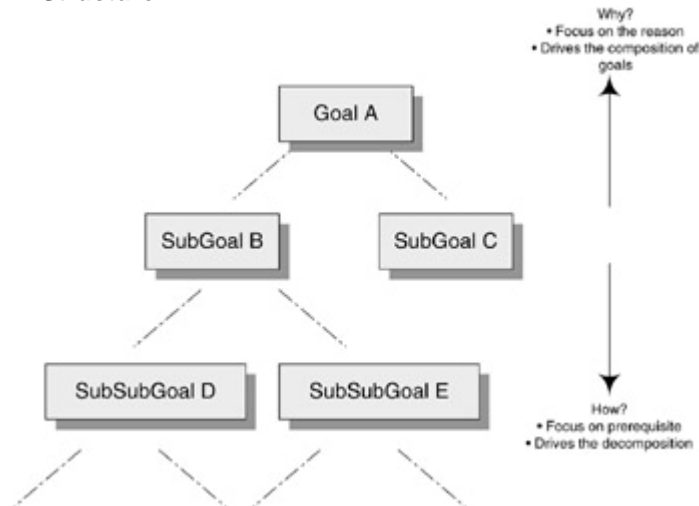 Why?
• Focus on the reason
• Drives the composition of
goals
Goal A
SubGoal B
SubGoal C
SubSubGoal D
SubSubGoal E
How?
• Focus on prerequisite
• Drives the decomposition